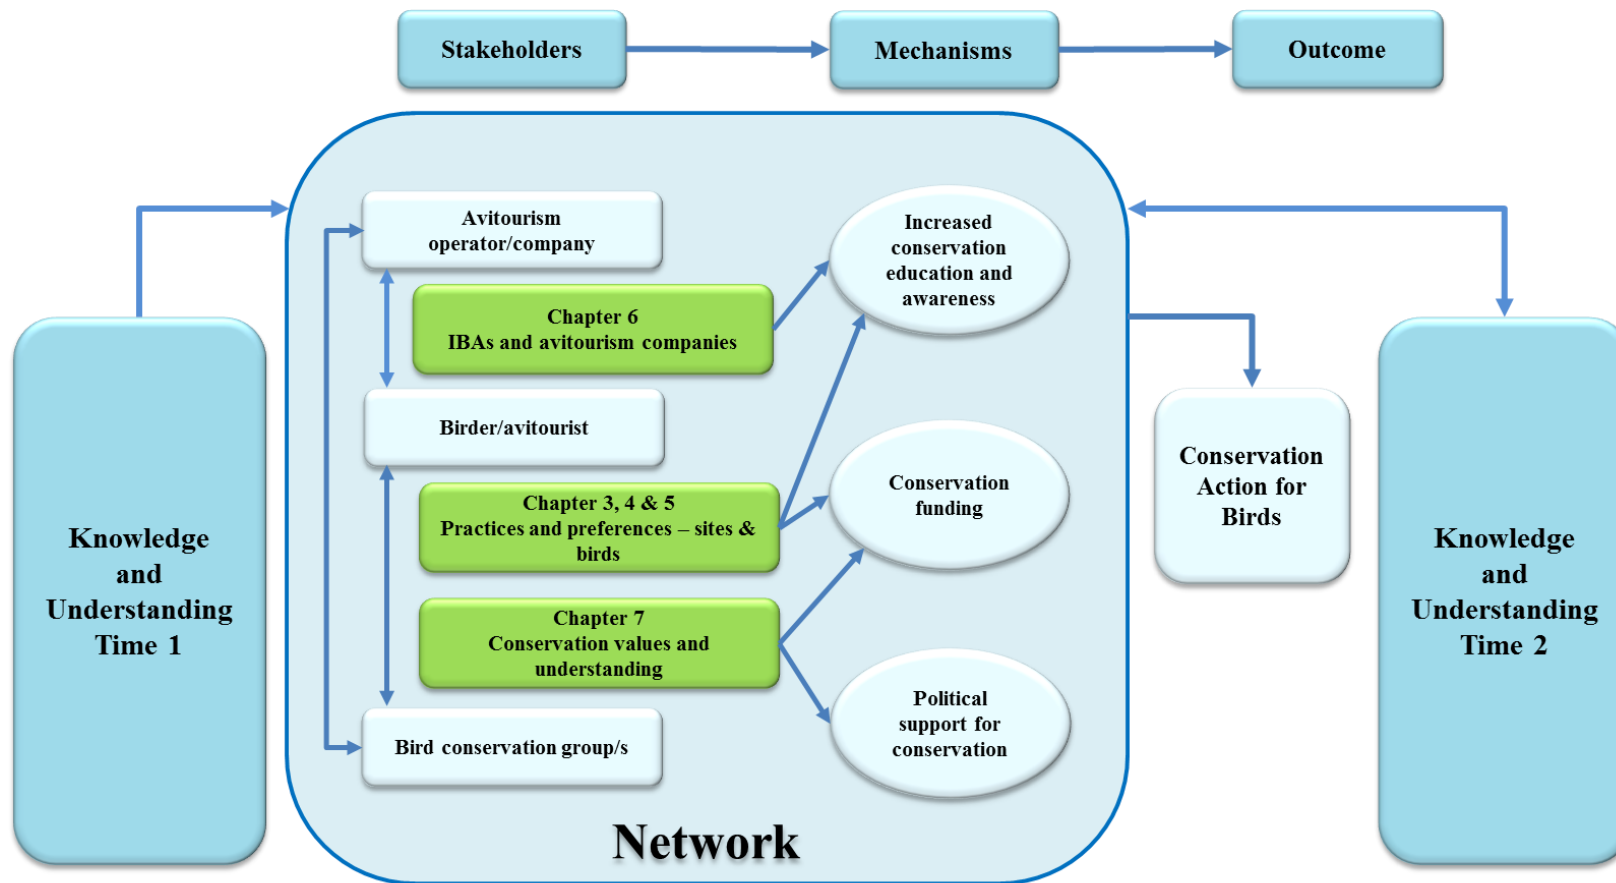 Stakeholders
Mechanisms
Outcome
Knowledge
and
Understanding
Time 1
Avitourism
operator/company
Chapter 6
IBAs and avitourism companies
Birder/avitourist
Chapter 3, 4 & 5
Practices and preferences – sites &
birds
Chapter 7
Conservation values and
understanding
Bird conservation group/s
Increased
conservation
education and
awareness
Conservation
funding
Political
support for
conservation
Network
Conservation
Action for
Birds
Knowledge
and
Understanding
Time 2